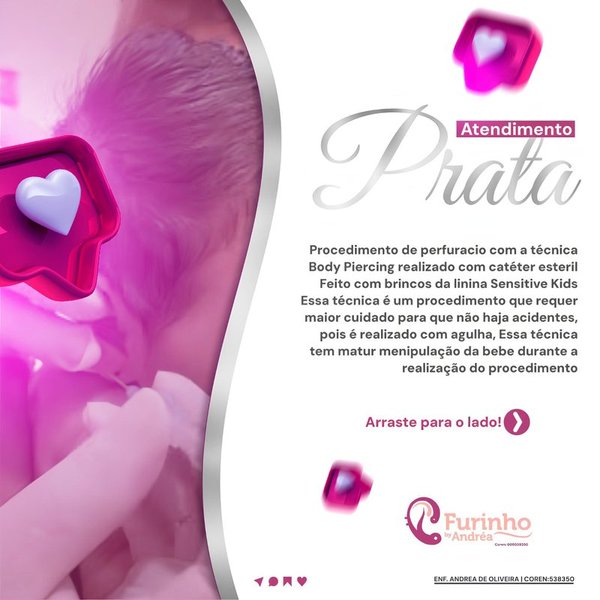 Atendimento
Prata
Procedimento de perfuracio com a técnica
Body Piercing realizado com catéter esteril
Feito com brincos da linina Sensitive Kids
Essa técnica é um procedimento que requer
maior cuidado para que não haja acidentes,
pois é realizado com agulha, Essa técnica
tem matur menipulação da bebe durante a
realização do procedimento
Arraste para o lado!
Furinho
by Andréa
ENF. ANDREA DE OLIVEIRA | COREN:538350